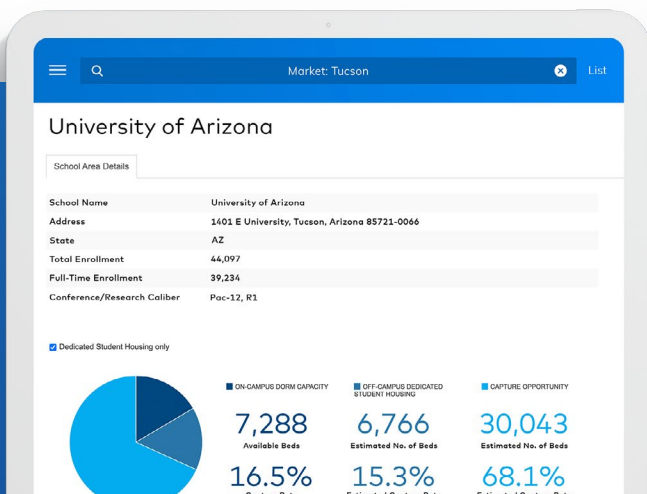 Market: Tucson
List
University of Arizona
School Area Details
School Name University of Arizona
Address 1401 E University, Tucson, Arizona 85721-0066
State AZ
Total Enrollment 44,097
Full-Time Enrollment 39,234
Conference/Research Caliber Pac-12, R1
Dedicated Student Housing only
ON-CAMPUS DORM CAPACITY
7,288
Available Beds
16.5%
OFF-CAMPUS DEDICATED
STUDENT HOUSING
6,766
Estimated No. of Beds
15.3%
CAPTURE OPPORTUNITY
30,043
Estimated No. of Beds
68.1%